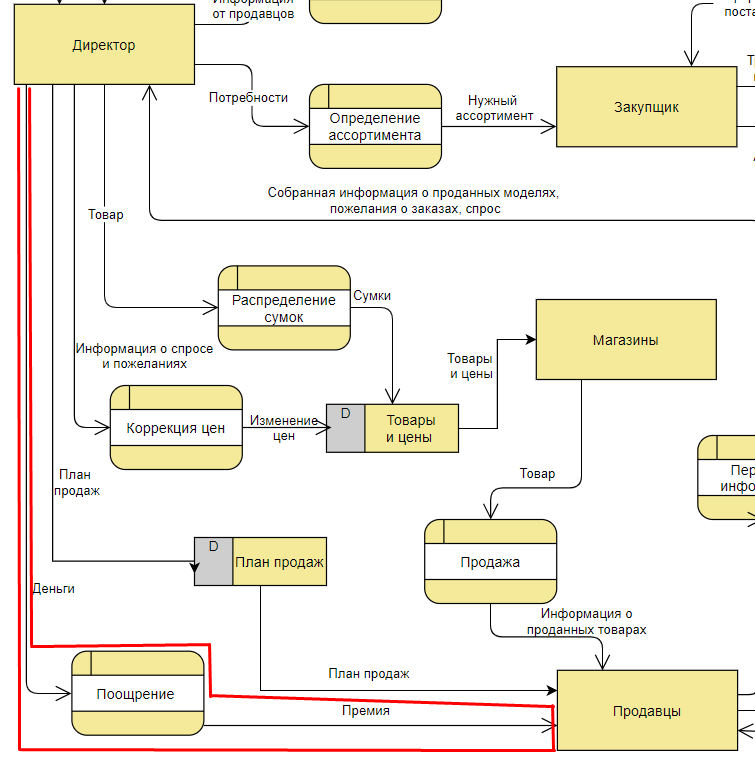 Информация
от продавцов
Директор
Потребности
Определение
ассортимента
Нужный
ассортимент
Закупщик
Собранная информация о проданных моделях,
пожелания о заказах, спрос
Товар
Распределение
сумок
Сумки
Магазины
Товары
и цены
Информация о спросе
и пожеланиях
Коррекция цен
Изменение
цен
D
Товары
и цены
План
продаж
Товар
D
План продаж
Продажа
Деньги
Информация о
проданных товарах
План продаж
Поощрение
Премия
Продавцы